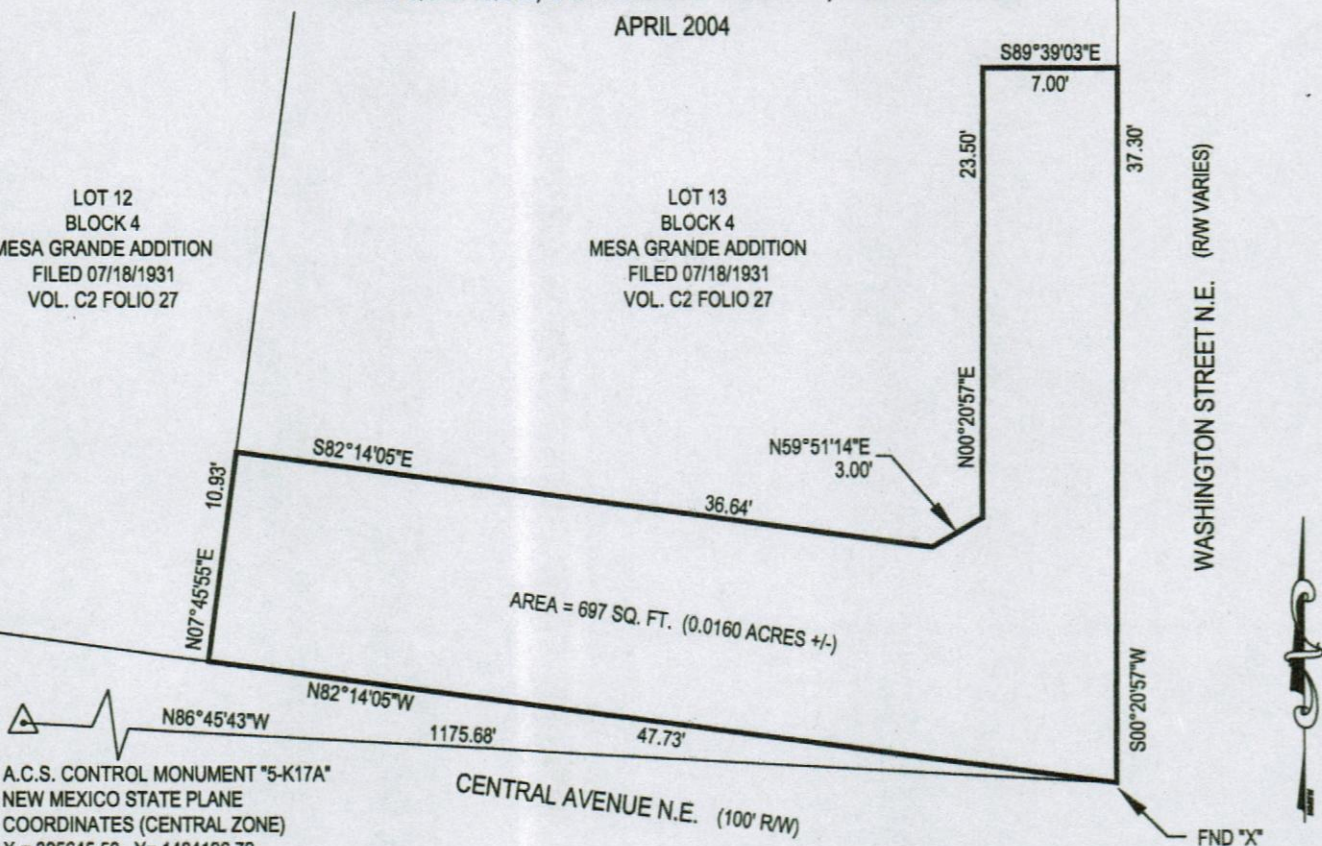 APRIL 2004
S89°39'03"E
7.00'
23.50'
37.30'
LOT 12
BLOCK 4
MESA GRANDE ADDITION
FILED 07/18/1931
VOL. C2 FOLIO 27
LOT 13
BLOCK 4
MESA GRANDE ADDITION
FILED 07/18/1931
VOL. C2 FOLIO 27
WASHINGTON STREET N.E. (R/W VARIES)
N00°20'57"E
N59°51'14"E
3.00'
S82°14'05"E
36.64'
10.93'
N07°45'55"E
AREA = 697 SQ. FT. (0.0160 ACRES +/-)
S00°20'57"W
N82°14'05"W
47.73'
N86°45'43"W
1175.68'
CENTRAL AVENUE N.E. (100' R/W)
A.C.S. CONTROL MONUMENT "5-K17A"
NEW MEXICO STATE PLANE
COORDINATES (CENTRAL ZONE)
FND "X"